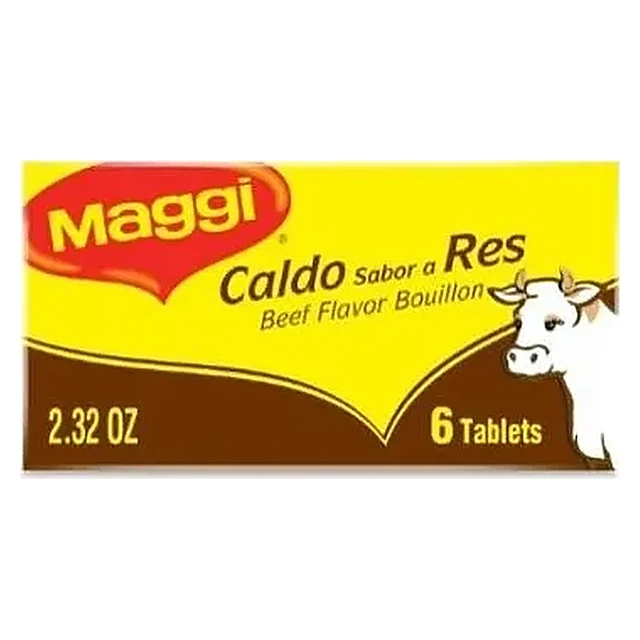 Maggi®
Caldo Sabor a Res
Beef Flavor Bouillon
2.32 OZ
6 Tablets